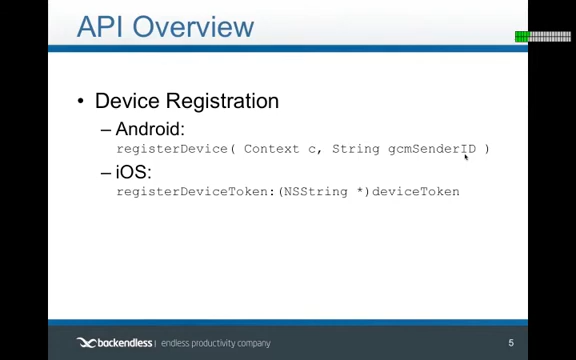 API Overview
• Device Registration
– Android:
registerDevice( Context c, String gcmSenderID )
– iOS:
registerDeviceToken:(NSString *)deviceToken
backendless | endless productivity company
5